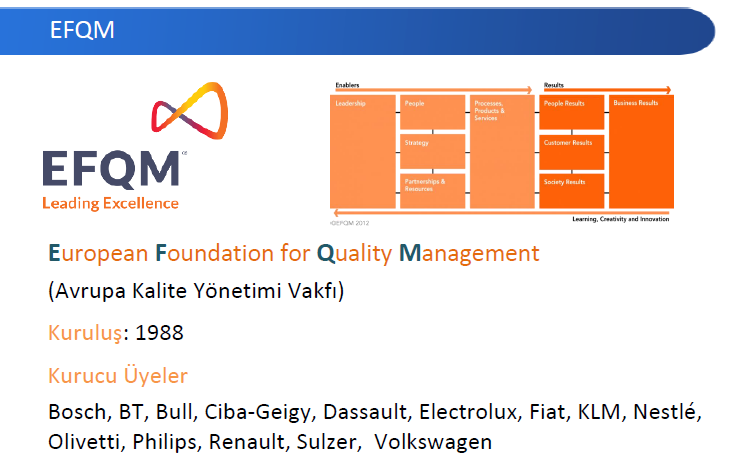 EFQM
EFQM
Leading Excellence
Enablers
Results
Leadership
People
Processes,
Products &
Services
People Results
Business Results
Strategy
Customer Results
Partnerships &
Resources
Society Results
©EFQM 2012
Learning, Creativity and Innovation
European Foundation for Quality Management
(Avrupa Kalite Yönetimi Vakfı)
Kuruluş: 1988
Kurucu Üyeler
Bosch, BT, Bull, Ciba-Geigy, Dassault, Electrolux, Fiat, KLM, Nestlé,
Olivetti, Philips, Renault, Sulzer, Volkswagen